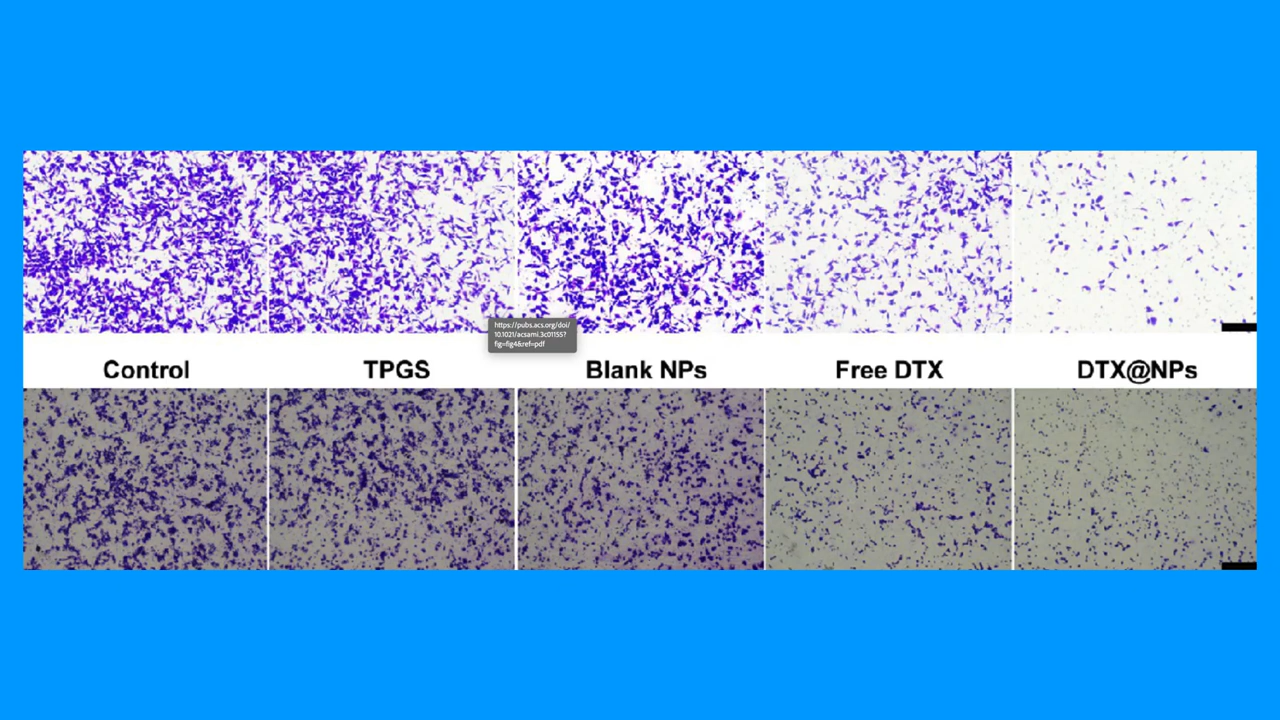 https://pubs.acs.org/doi/
10.1021/acsami.3c01155?
fig=fig4&ref=pdf
Control TPGS Blank NPs Free DTX DTX@NPs